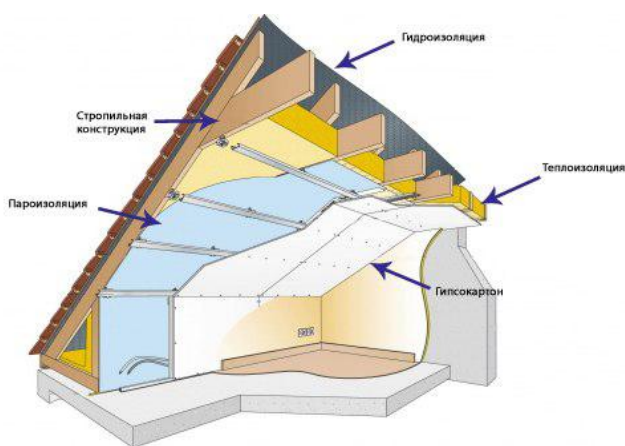 Гидроизоляция
Стропильная
конструкция
Теплоизоляция
Пароизоляция
Гипсокартон